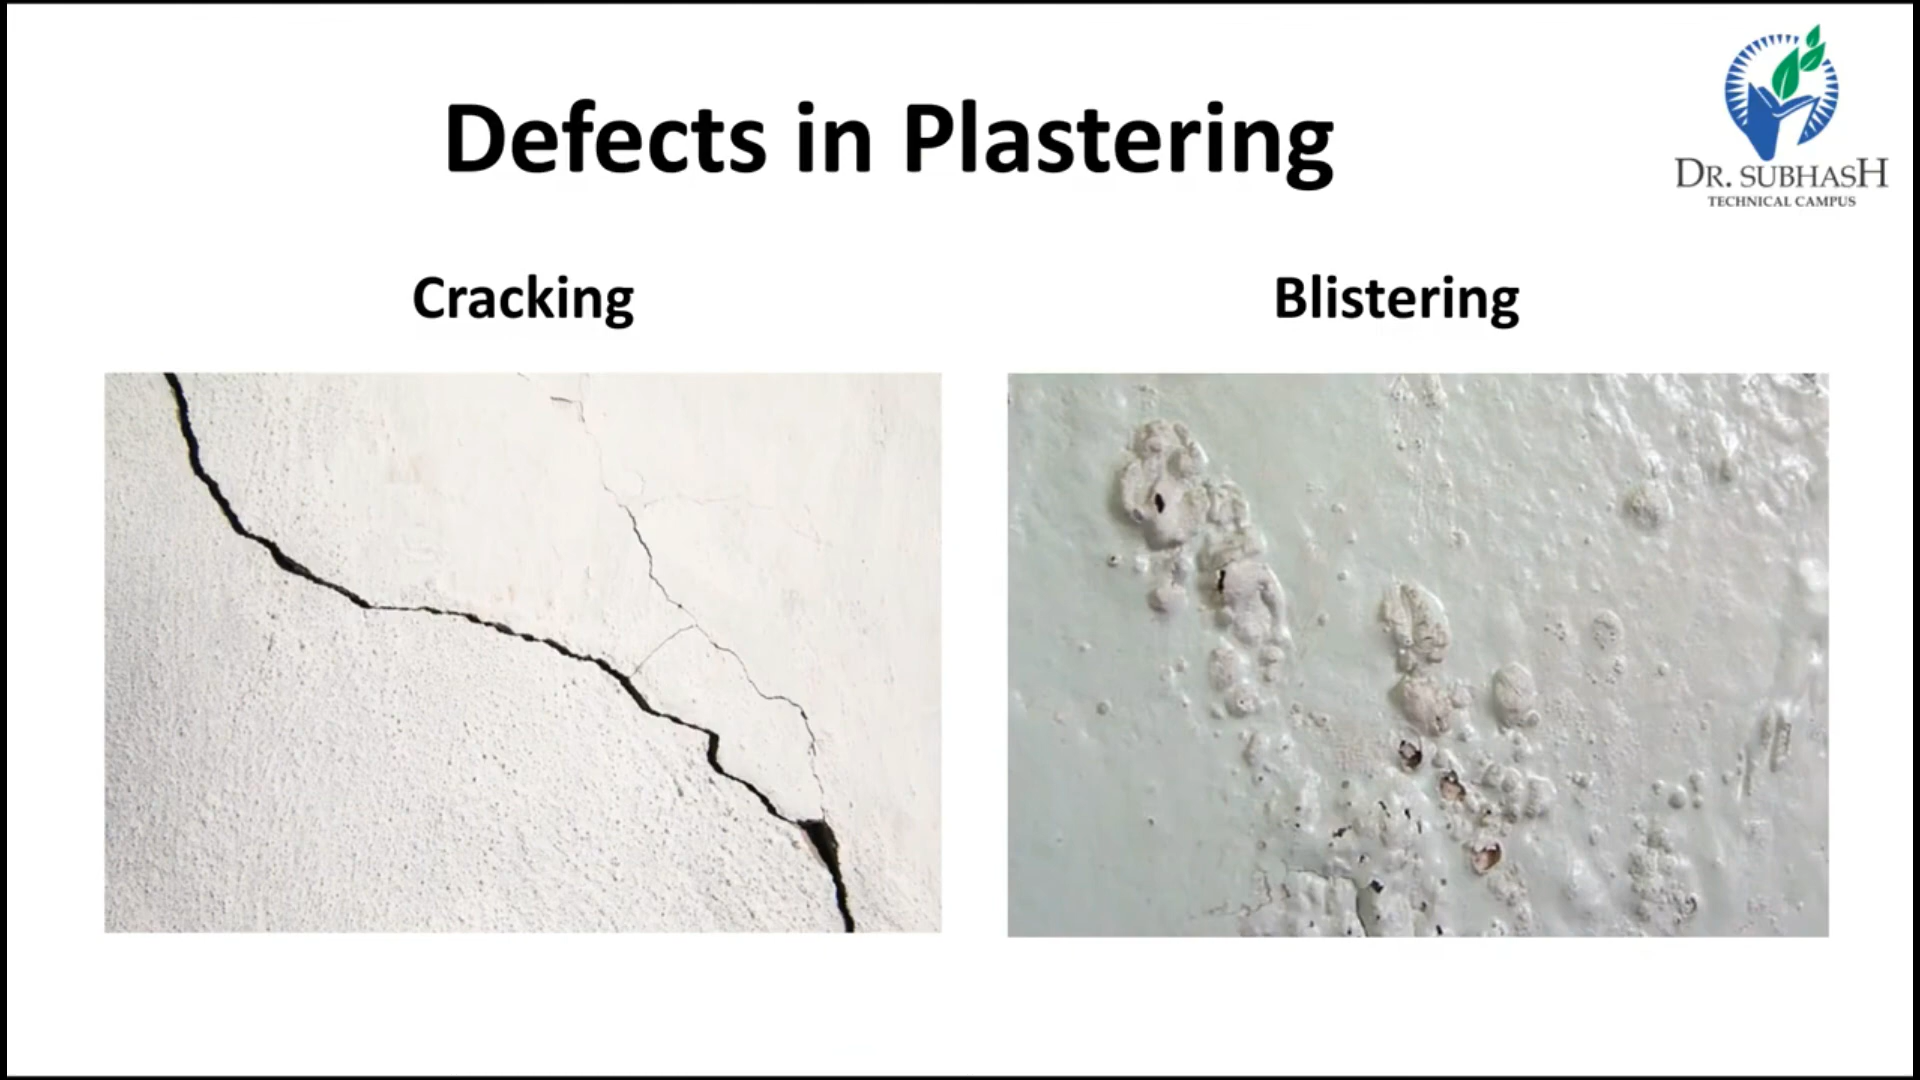 Defects in Plastering
DR. SUBHASH
TECHNICAL CAMPUS
Cracking
Blistering